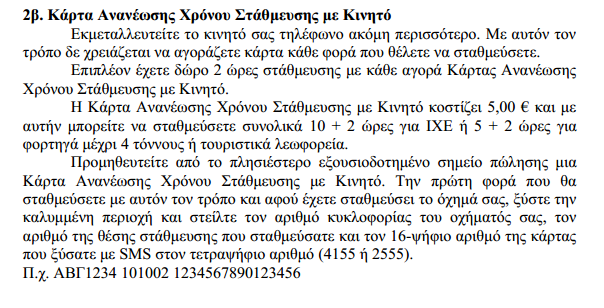 2β. Κάρτα Ανανέωσης Χρόνου Στάθμευσης με Κινητό
Εκμεταλλευτείτε το κινητό σας τηλέφωνο ακόμη περισσότερο. Με αυτόν τον
τρόπο δε χρειάζεται να αγοράζετε κάρτα κάθε φορά που θέλετε να σταθμεύσετε.
Επιπλέον έχετε δώρο 2 ώρες στάθμευσης με κάθε αγορά Κάρτας Ανανέωσης
Χρόνου Στάθμευσης με Κινητό.
Η Κάρτα Ανανέωσης Χρόνου Στάθμευσης με Κινητό κοστίζει 5,00 € και με
αυτήν μπορείτε να σταθμεύσετε συνολικά 10 + 2 ώρες για ΙΧΕ ή 5 + 2 ώρες για
φορτηγά μέχρι 4 τόννους ή τουριστικά λεωφορεία.
Προμηθευτείτε από το πλησιέστερο εξουσιοδοτημένο σημείο πώλησης μια
Κάρτα Ανανέωσης Χρόνου Στάθμευσης με Κινητό. Την πρώτη φορά που θα
σταθμεύσετε με αυτόν τον τρόπο και αφού έχετε σταθμεύσει το όχημά σας, ξύστε την
καλυμμένη περιοχή και στείλτε τον αριθμό κυκλοφορίας του οχήματός σας, τον
αριθμό της θέσης στάθμευσης που σταθμεύσατε και τον 16-ψήφιο αριθμό της κάρτας
που ξύσατε με SMS στον τετραψήφιο αριθμό (4155 ή 2555).
Π.χ. ΑΒΓ1234 101002 1234567890123456